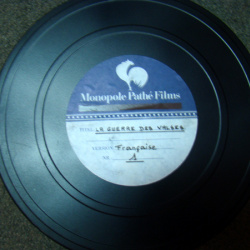 Monopole Pathé Films
LA GUERRE DES VALSES
Française
1